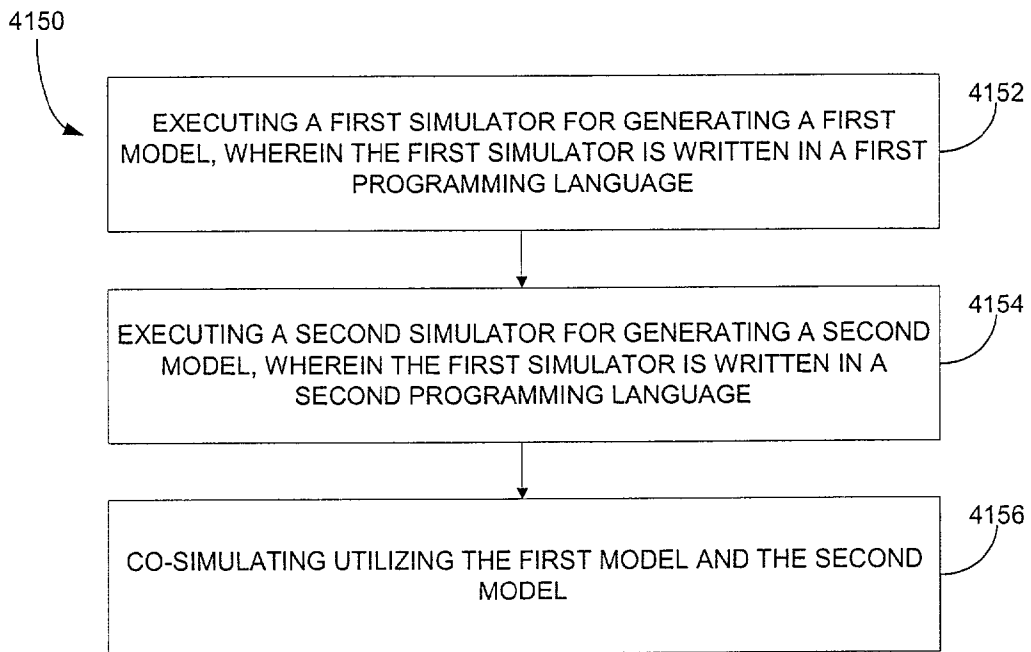 4150
4152
EXECUTING A FIRST SIMULATOR FOR GENERATING A FIRST
MODEL, WHEREIN THE FIRST SIMULATOR IS WRITTEN IN A FIRST
PROGRAMMING LANGUAGE
4154
EXECUTING A SECOND SIMULATOR FOR GENERATING A SECOND
MODEL, WHEREIN THE FIRST SIMULATOR IS WRITTEN IN A
SECOND PROGRAMMING LANGUAGE
4156
CO-SIMULATING UTILIZING THE FIRST MODEL AND THE SECOND
MODEL